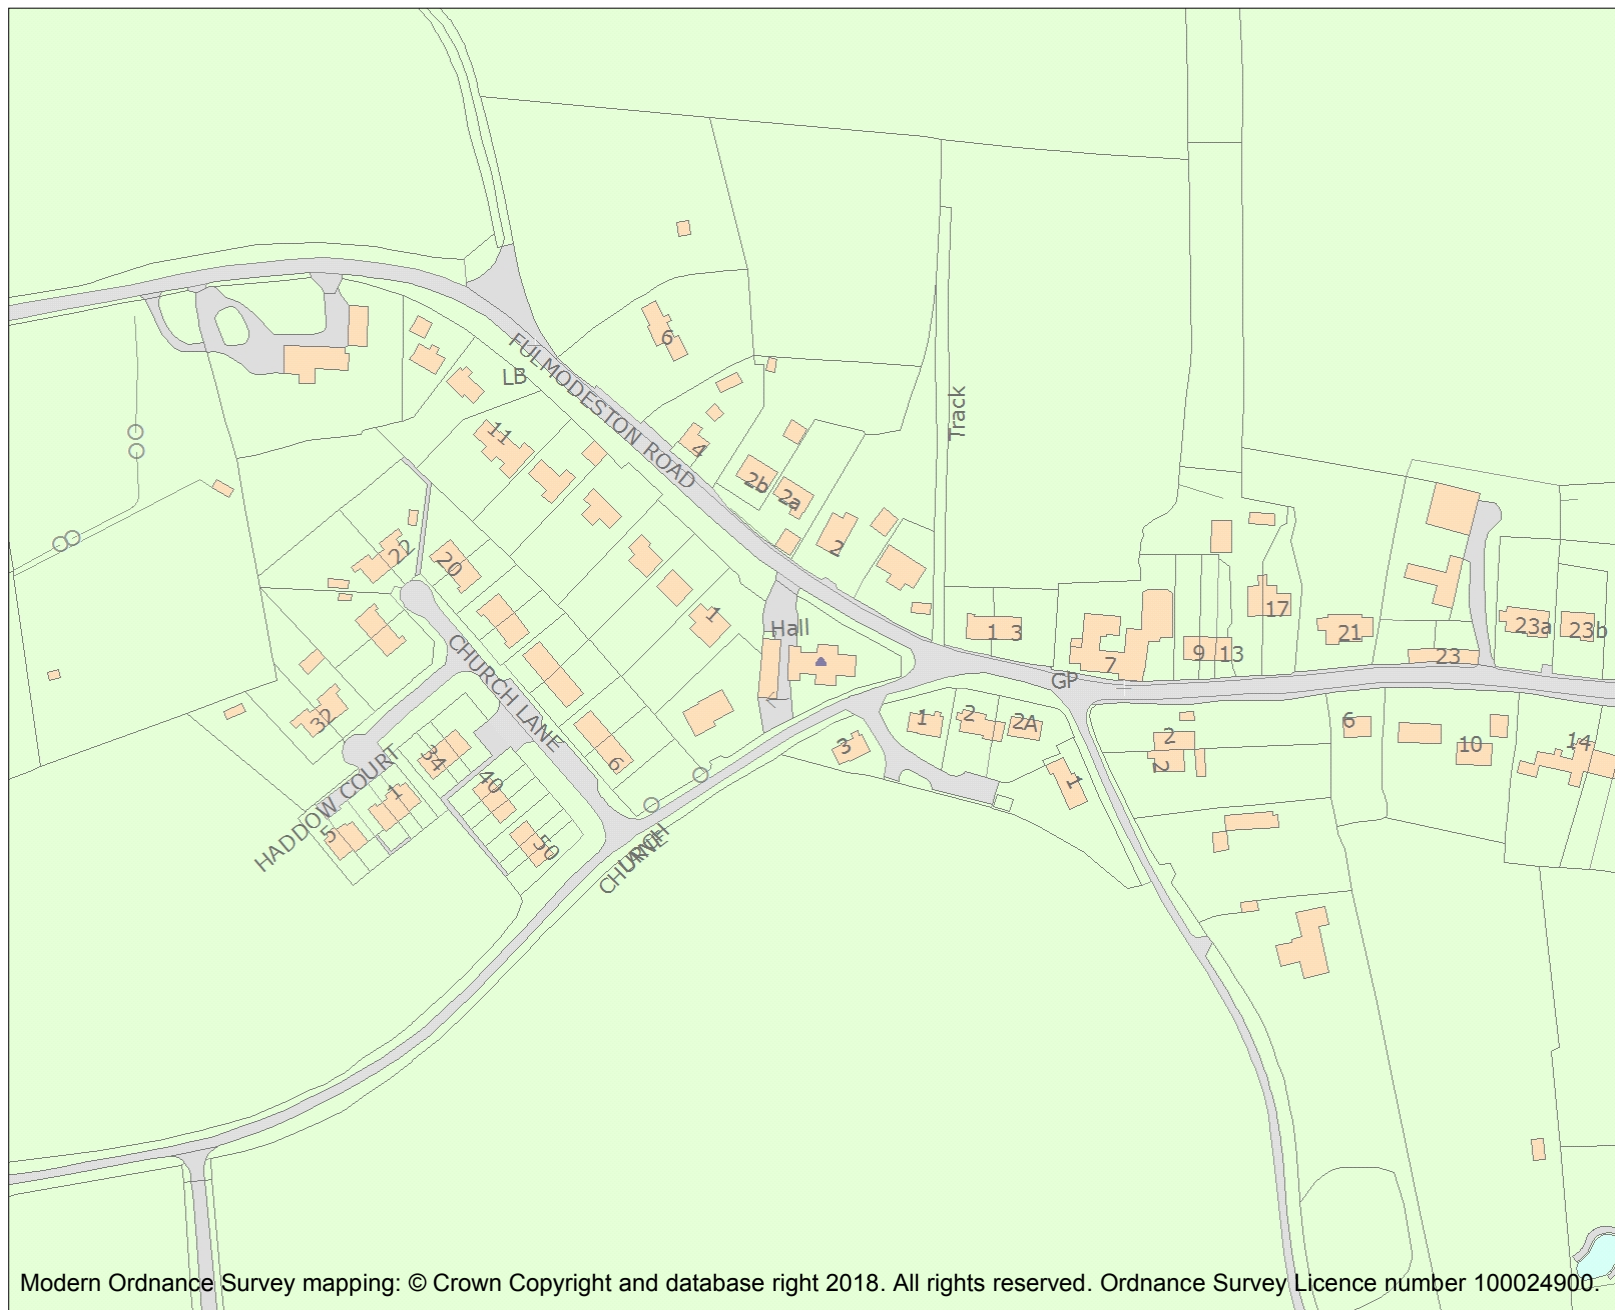 6
FULMODESTON ROAD
LB
Track
11
4
2b
2a
2
22
20
1
Hall
1 3
17
21
23a
23b
7
9 13
23
GP
CHURCH LANE
32
1
2
2A
3
6
2
2
10
14
34
40
6
1
1
5
50
HADDOW COURT
CHURCH
LANE
Modern Ordnance Survey mapping: © Crown Copyright and database right 2018. All rights reserved. Ordnance Survey Licence number 100024900.